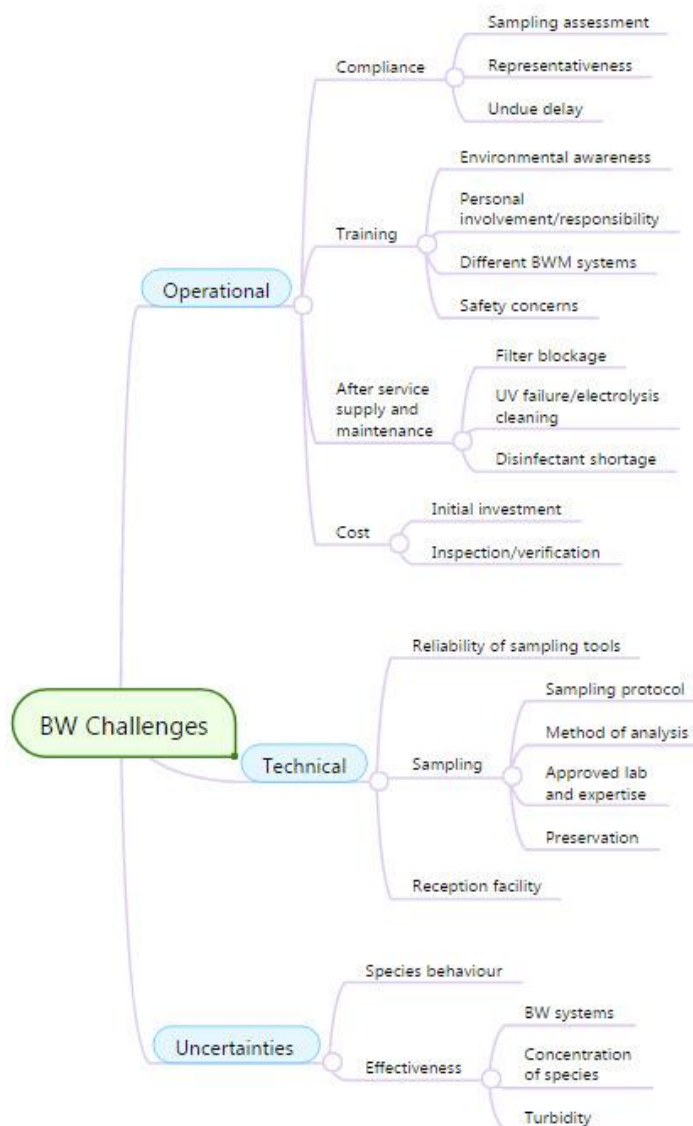 Sampling assessment
Compliance
Representativeness
Undue delay
Environmental awareness
Personal
involvement/responsibility
Training
Different BWM systems
Operational
Safety concerns
Filter blockage
After service
supply and
maintenance
UV failure/electrolysis
cleaning
Disinfectant shortage
Initial investment
Cost
Inspection/verification
Reliability of sampling tools
Sampling protocol
BW Challenges
Method of analysis
Technical
Sampling
Approved lab
and expertise
Preservation
Reception facility
Species behaviour
BW systems
Uncertainties
Effectiveness
Concentration
of species
Turbidity